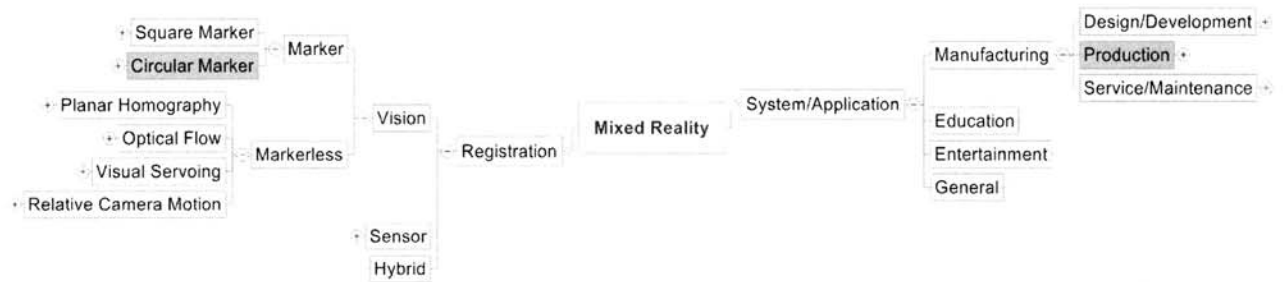 Square Marker
Circular Marker
Marker
Planar Homography
Optical Flow
Visual Servoing
Relative Camera Motion
Markerless
Vision
Sensor
Hybrid
Registration
Mixed Reality
System/Application
Manufacturing
Design/Development
Production
Service/Maintenance
Education
Entertainment
General